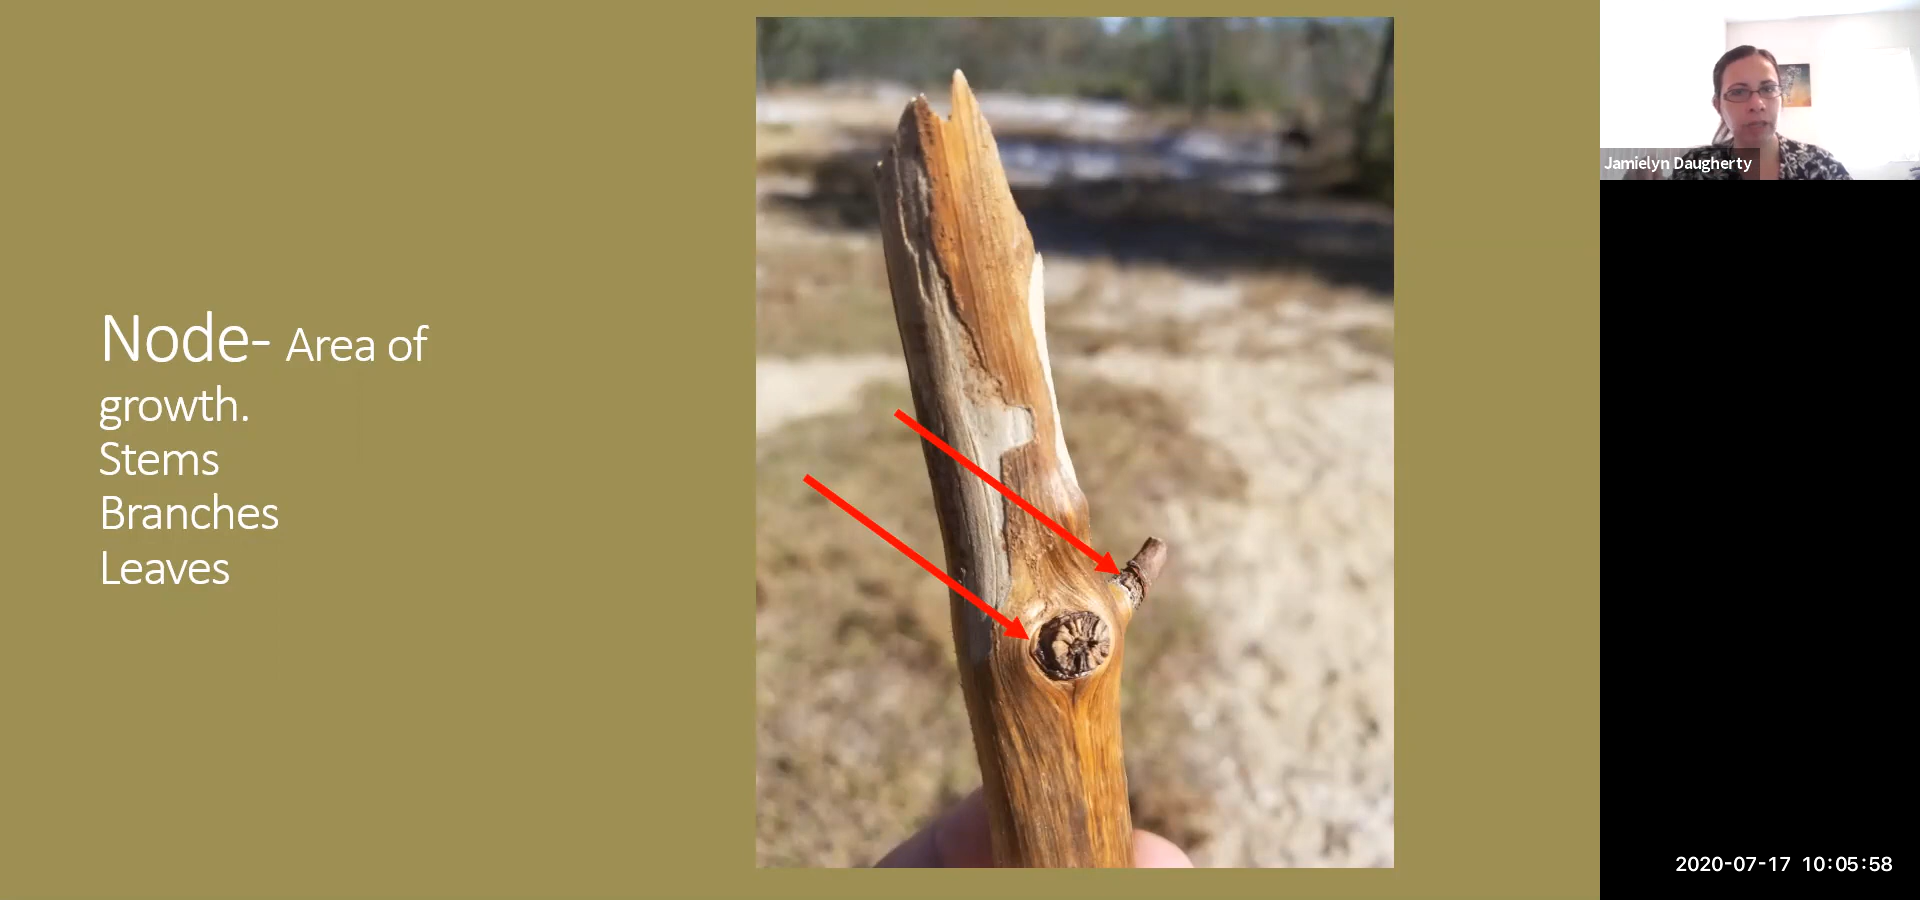 Node- Area of
growth.
Stems
Branches
Leaves
Jamielyn Daugherty
2020-07-17 10:05:58